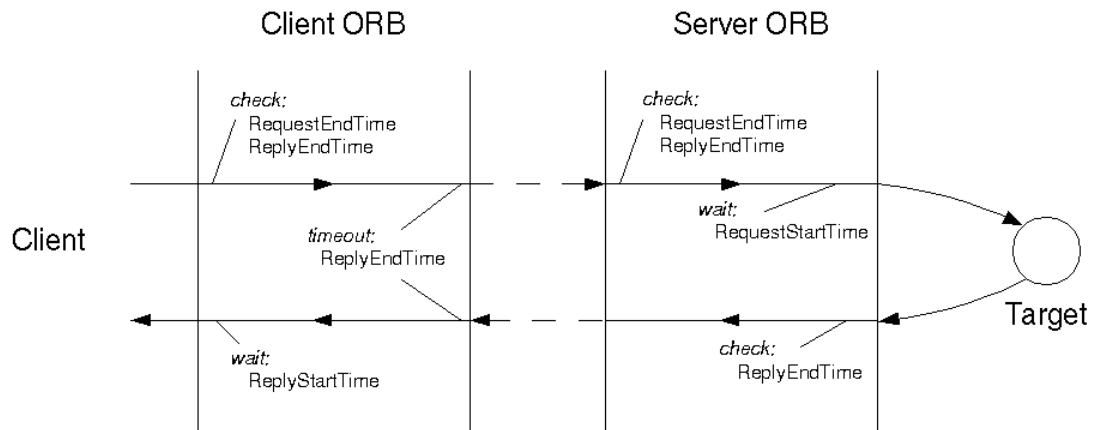 Client ORB
Server ORB
check:
RequestEndTime
ReplyEndTime
check:
RequestEndTime
ReplyEndTime
wait:
RequestStartTime
Client
timeout:
ReplyEndTime
Target
wait:
ReplyStartTime
check:
ReplyEndTime